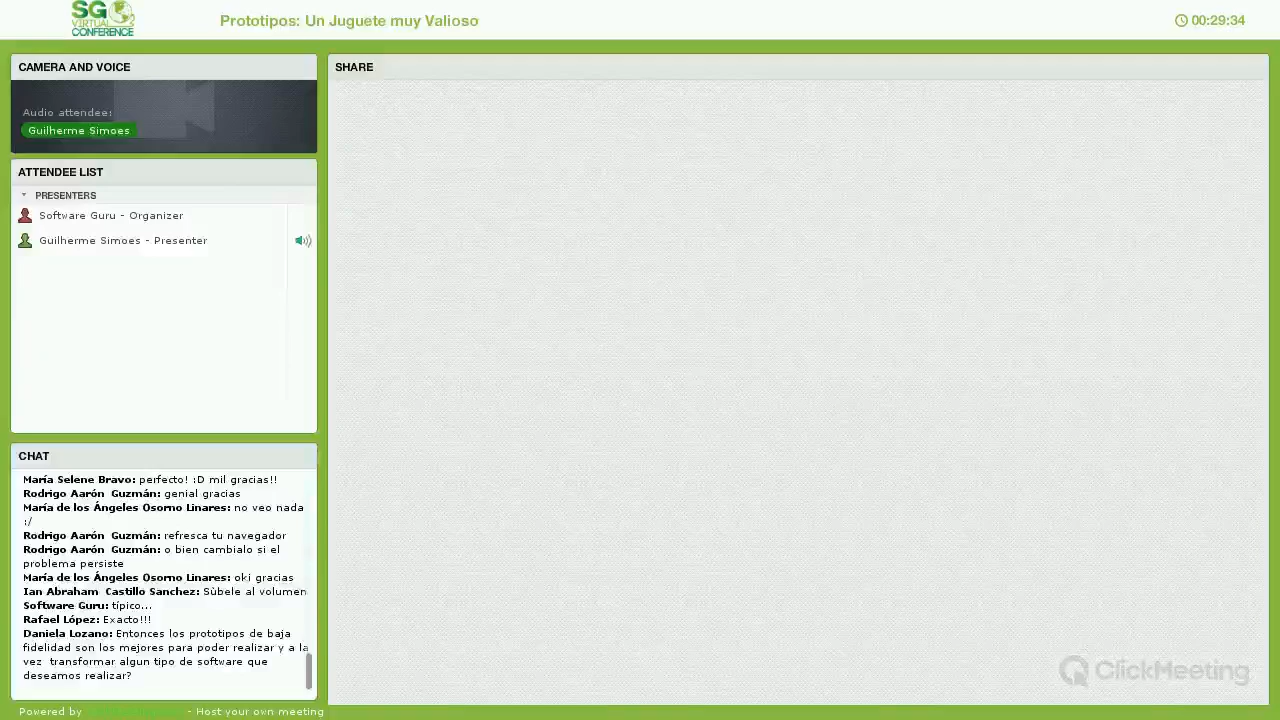 SG
VIRTUAL
CONFERENCE
Prototipos: Un Juguete muy Valioso
00:29:34
CAMERA AND VOICE
Audio attendee:
Guilherme Simoes
ATTENDEE LIST
PRESENTERS
Software Guru - Organizer
Guilherme Simoes - Presenter
CHAT
María Selene Bravo: perfecto! :D mil gracias!!
Rodrigo Aarón Guzmán: genial gracias
María de los Ángeles Osorno Linares: no veo nada
:/
Rodrigo Aarón Guzmán: refresca tu navegador
Rodrigo Aarón Guzmán: o bien cambialo si el
problema persiste
María de los Ángeles Osorno Linares: oki gracias
Ian Abraham Castillo Sanchez: Sùbele al volumen
Software Guru: típico...
Rafael López: Exacto!!!
Daniela Lozano: Entonces los prototipos de baja
fidelidad son los mejores para poder realizar y a la
vez transformar algun tipo de software que
deseamos realizar?
Powered by - Host your own meeting
SHARE
ClickMeeting